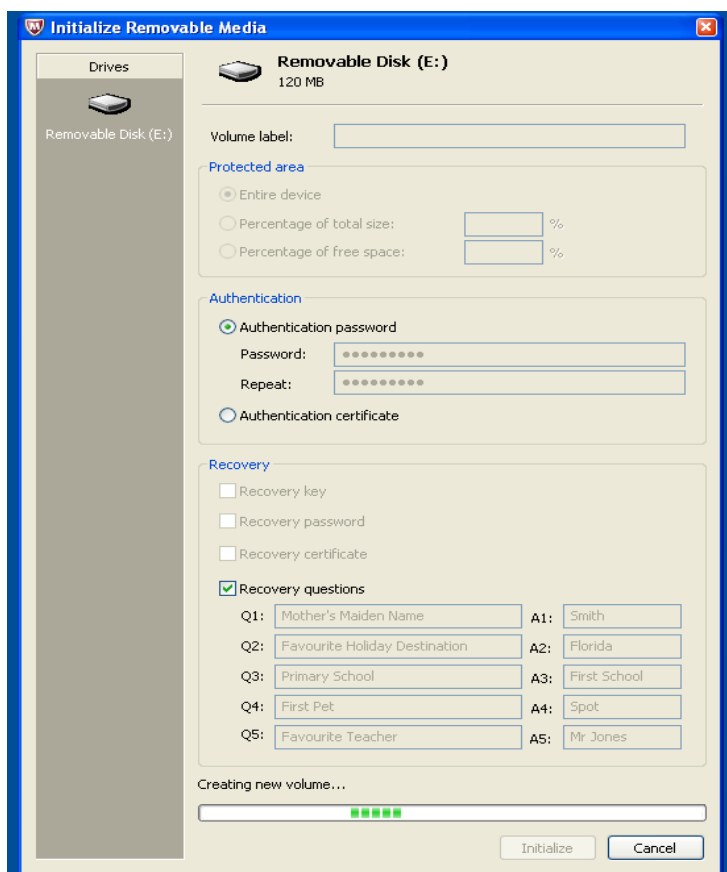 Initialize Removable Media
Drives
Removable Disk (E:)
Removable Disk (E:)
120 MB
Volume label:
Protected area
Entire device
Percentage of total size: %
Percentage of free space: %
Authentication
Authentication password
Password: ●●●●●●●●●
Repeat: ●●●●●●●●●
Authentication certificate
Recovery
Recovery key
Recovery password
Recovery certificate
Recovery questions
Q1: Mother's Maiden Name A1: Smith
Q2: Favourite Holiday Destination A2: Florida
Q3: Primary School A3: First School
Q4: First Pet A4: Spot
Q5: Favourite Teacher A5: Mr Jones
Creating new volume...
Initialize Cancel